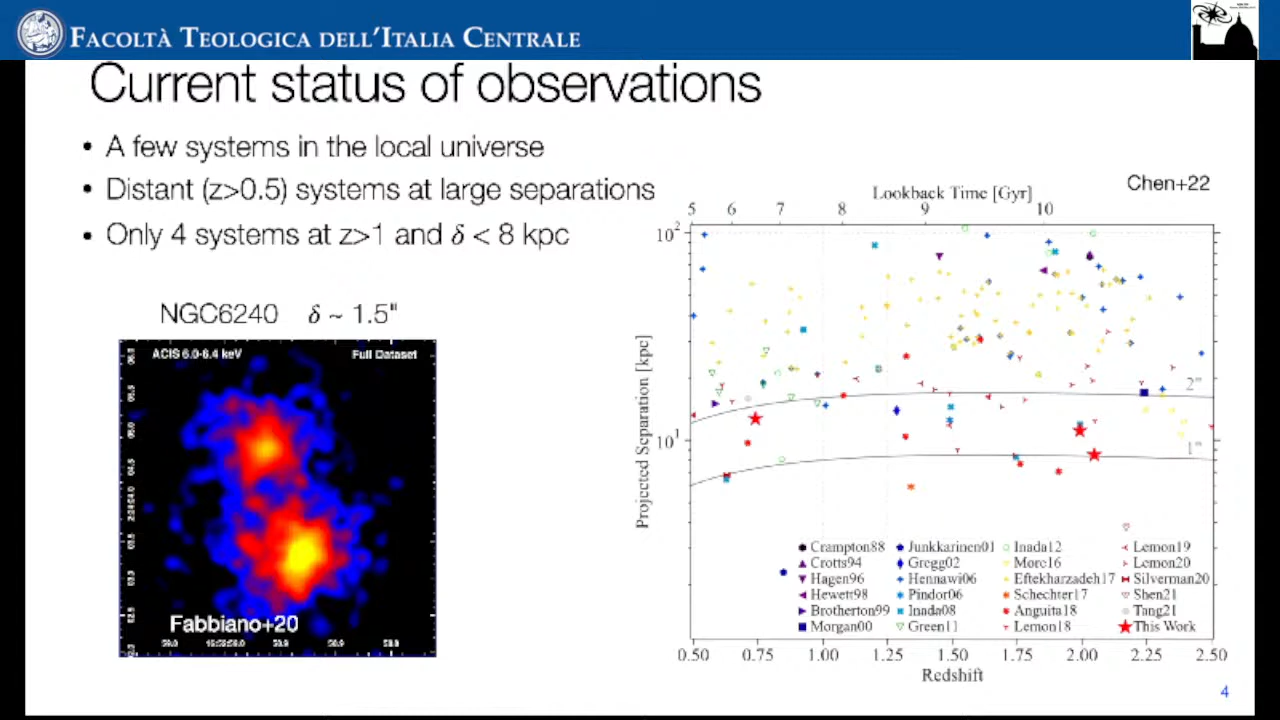 FACOLTÀ TEOLOGICA DELL'ITALIA CENTRALE
Current status of observations
• A few systems in the local universe
• Distant (z>0.5) systems at large separations
• Only 4 systems at z>1 and δ < 8 kpc
NGC6240 δ ~ 1.5"
ACIS 6.0-6.4 keV Full Dataset
Fabbiano+20
Chen+22
Lookback Time [Gyr]
5 6 7 8 9 10
10²
10¹
Projected Separation [kpc]
2"
1"
Crampton88 Junkkarinen01 Inada12 Lemon19
Crotts94 Gregg02 More16 Lemon20
Hagen96 Hennawi06 Eftekharzadeh17 Silverman20
Hewett98 Pindor06 Schechter17 Shen21
Brotherton99 Inada08 Anguita18 Tang21
Morgan00 Green11 Lemon18 This Work
0.50 0.75 1.00 1.25 1.50 1.75 2.00 2.25 2.50
Redshift
4